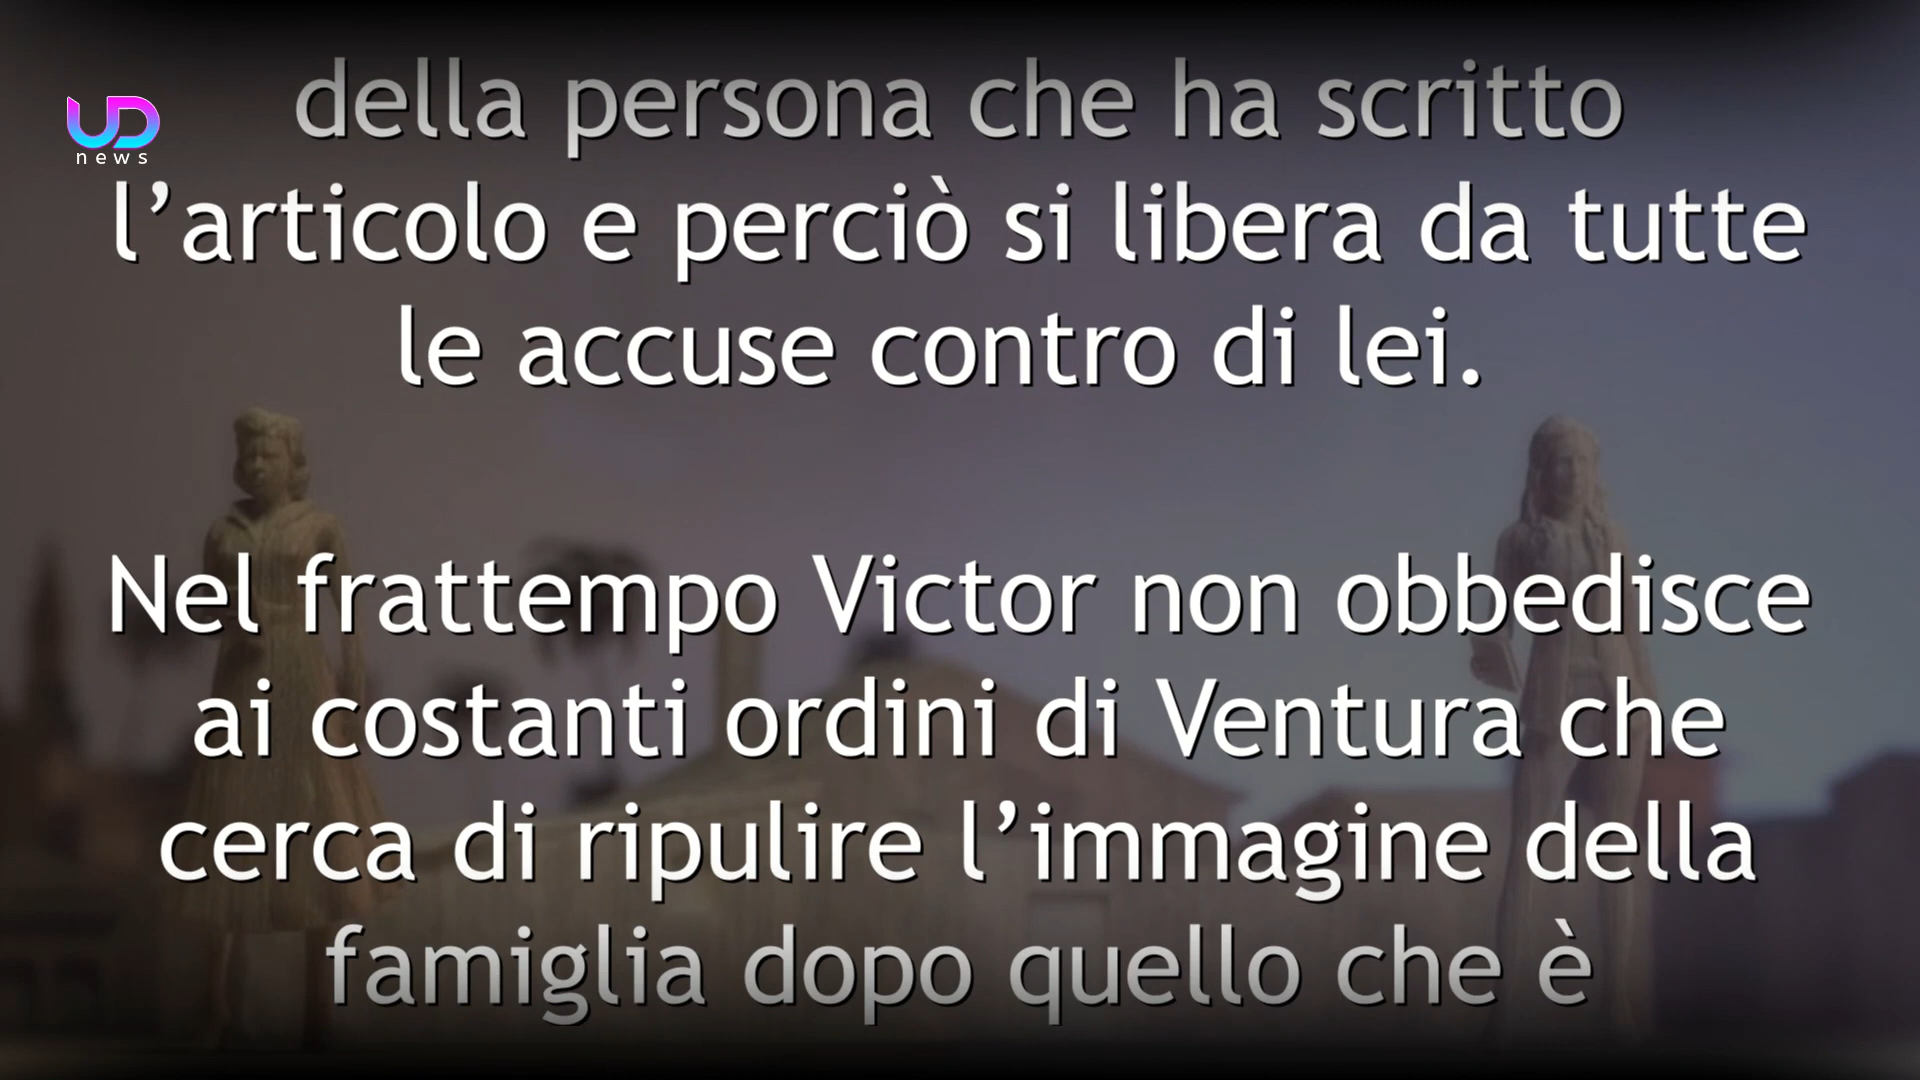 UD
news
della persona che ha scritto
l’articolo e perciò si libera da tutte
le accuse contro di lei.
Nel frattempo Victor non obbedisce
ai costanti ordini di Ventura che
cerca di ripulire l’immagine della
famiglia dopo quello che è